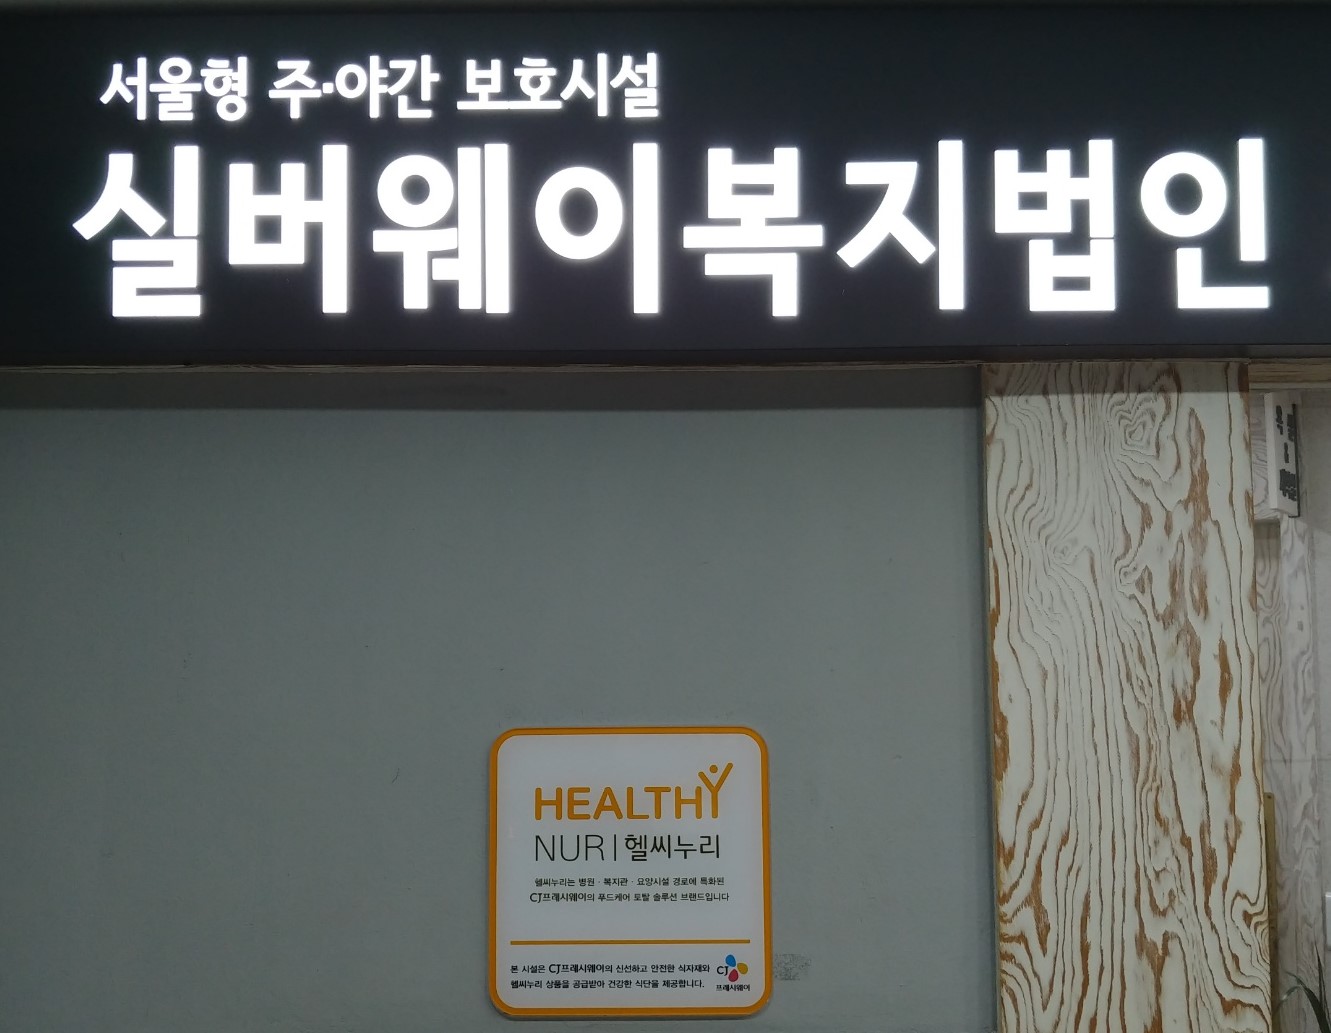 서울형 주·야간 보호시설
실버웨이복지법인
HEALTHY
NURI 헬씨누리
헬씨누리는 병원 · 복지관 · 요양시설 경로에 특화된
CJ프레시웨이의 푸드케어 토탈 솔루션 브랜드입니다
본 시설은 CJ프레시웨이의 신선하고 안전한 식자재와
헬씨누리 상품을 공급받아 건강한 식단을 제공합니다.
CJ
프레시웨이